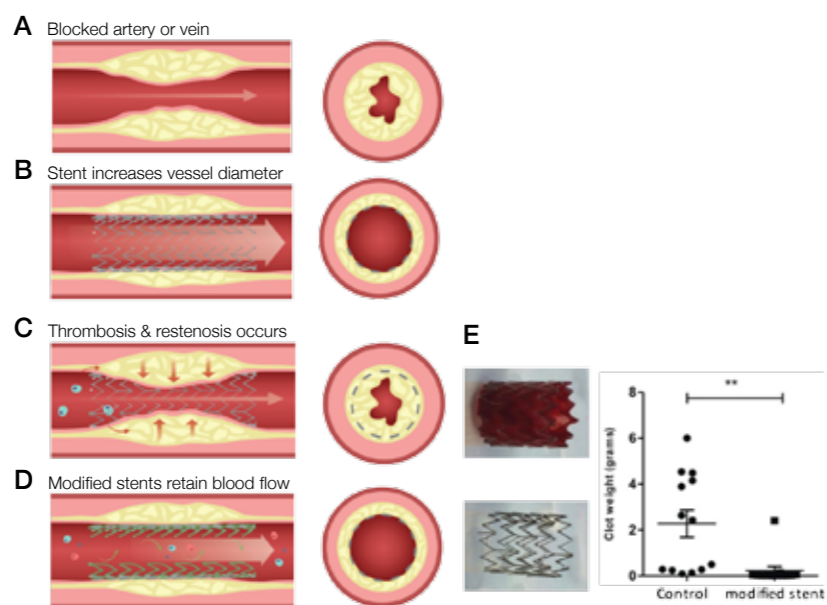 A Blocked artery or vein
B Stent increases vessel diameter
C Thrombosis & restenosis occurs
D Modified stents retain blood flow
E
Clot weight (grams)
8
6
4
2
0
**
Control modified stent